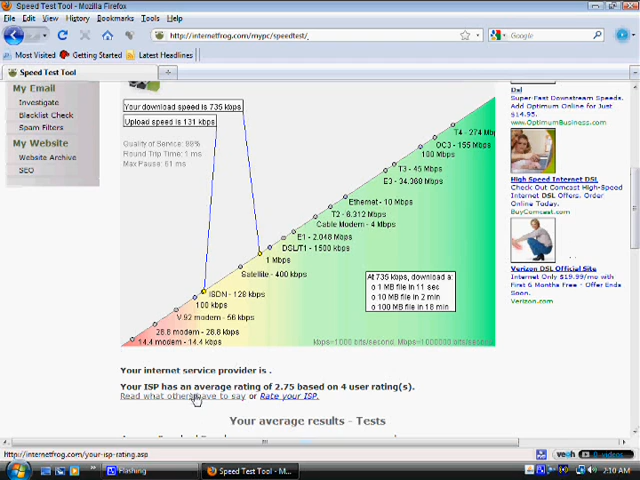 Speed Test Tool - Mozilla Firefox
File Edit View History Bookmarks Tools Help
http://internetfrog.com/mypc/speedtest/
Google
Most Visited Getting Started Latest Headlines
Speed Test Tool
My Email
Investigate
Blacklist Check
Spam Filters
My Website
Website Archive
SEO
Your download speed is 735 kbps
Upload speed is 131 kbps
Quality of Service: 99%
Round Trip Time: 1 ms
Max Pause: 61 ms
T4 - 274 Mbp
OC3 - 155 Mbps
100 Mbps
T3 - 45 Mbps
E3 - 34.368 Mbps
Ethernet - 10 Mbps
T2 - 6.312 Mbps
Cable Modem - 4 Mbps
E1 - 2.048 Mbps
DSL/T1 - 1500 kbps
1 Mbps
Satellite - 400 kbps
ISDN - 128 kbps
100 kbps
V.92 modem - 56 kbps
28.8 modem - 28.8 kbps
14.4 modem - 14.4 kbps
At 735 kbps, download a:
o 1 MB file in 11 sec
o 10 MB file in 2 min
o 100 MB file in 18 min
kbps=1000 bits/second, Mbps=1000000 bits/second
Your internet service provider is .
Your ISP has an average rating of 2.75 based on 4 user rating(s).
Read what others have to say or Rate your ISP.
Your average results - Tests
Dsl
Super-Fast Downstream Speeds.
Add Optimum Online for Just
$14.95.
www.OptimumBusiness.com
High Speed Internet DSL
Check Out Comcast High-Speed
Internet DSL Offers. Order
Online Today.
BuyComcast.com
Verizon DSL Official Site
Internet Only $19.99/mo with
First 6 Months Free - Offer Ends
Soon.
Verizon.com
http://internetfrog.com/your-isp-rating.asp
veoh 0 videos
Flashing
Speed Test Tool - M...
2:10 AM